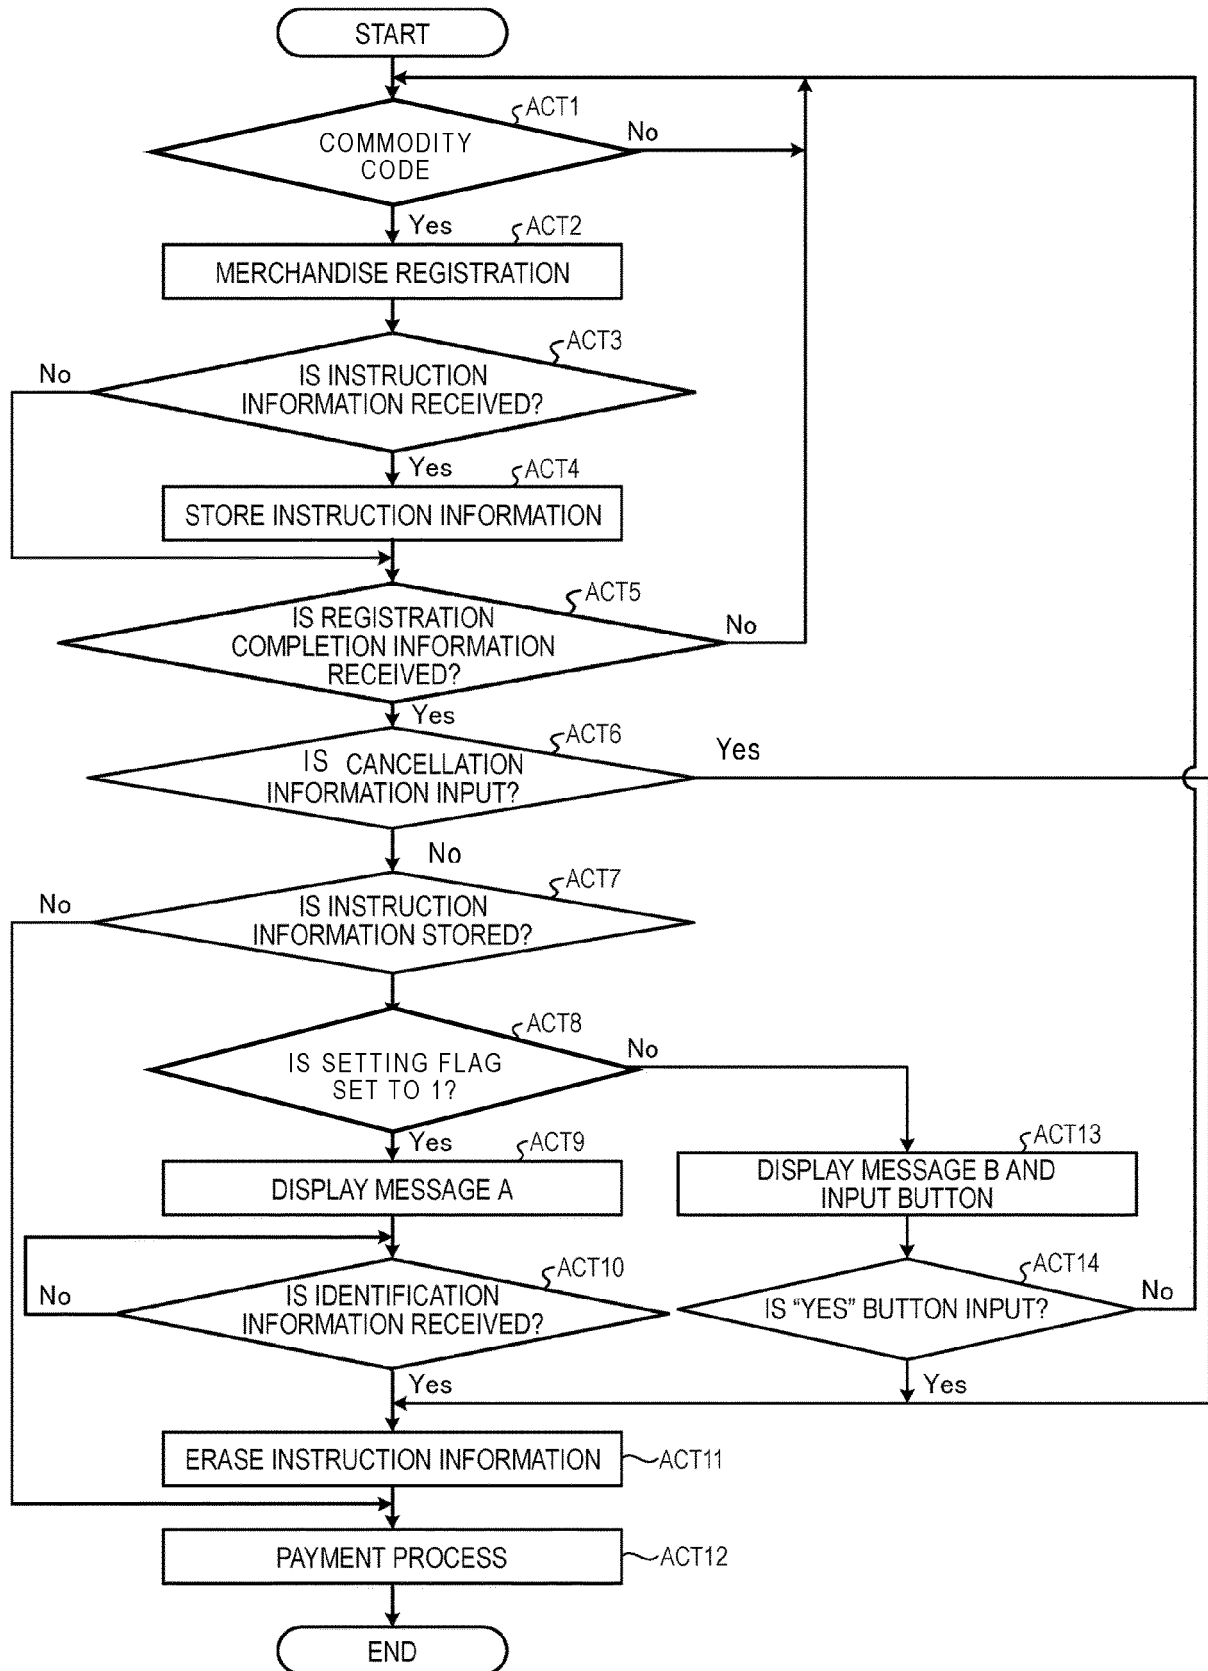 START
ACT1
COMMODITY
CODE
No
Yes
ACT2
MERCHANDISE REGISTRATION
ACT3
No
IS INSTRUCTION
INFORMATION RECEIVED?
Yes
ACT4
STORE INSTRUCTION INFORMATION
ACT5
IS REGISTRATION
COMPLETION INFORMATION
RECEIVED?
No
Yes
ACT6
IS CANCELLATION
INFORMATION INPUT?
Yes
No
ACT7
No
IS INSTRUCTION
INFORMATION STORED?
ACT8
IS SETTING FLAG
SET TO 1?
No
Yes
ACT9
DISPLAY MESSAGE A
ACT13
DISPLAY MESSAGE B AND
INPUT BUTTON
ACT10
No
IS IDENTIFICATION
INFORMATION RECEIVED?
ACT14
IS “YES” BUTTON INPUT?
No
Yes
Yes
ERASE INSTRUCTION INFORMATION
ACT11
PAYMENT PROCESS
ACT12
END